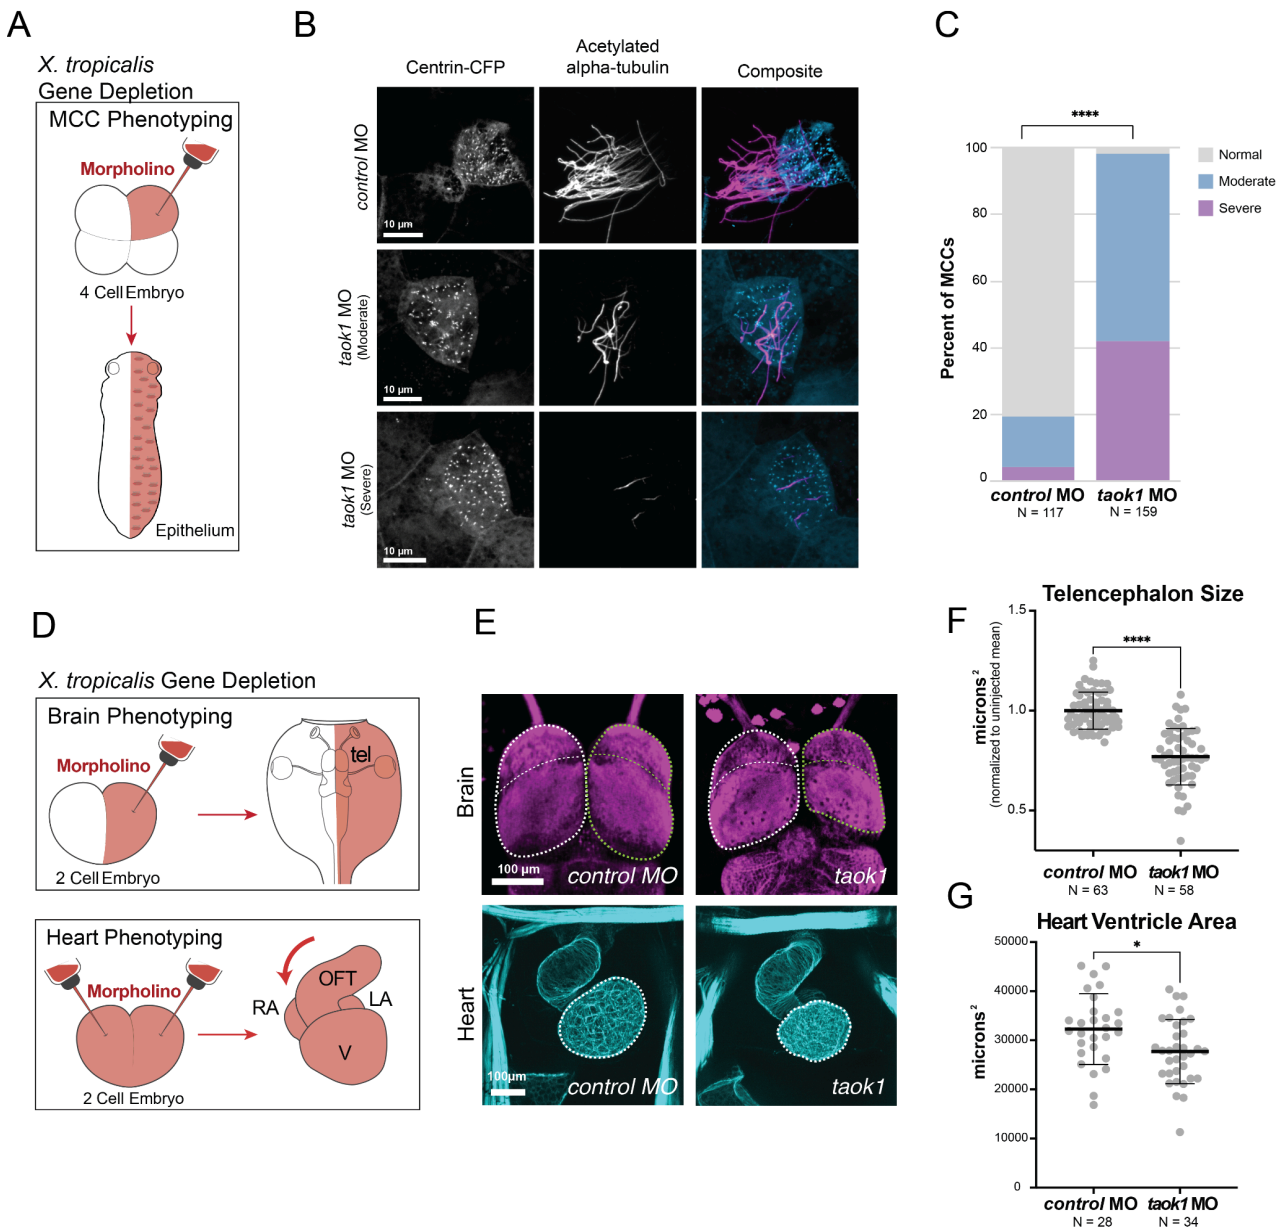 A
X. tropicalis
Gene Depletion
MCC Phenotyping
Morpholino
4 Cell Embryo
Epithelium
B
Centrin-CFP
Acetylated
alpha-tubulin
Composite
control MO
10 µm
taok1 MO
(Moderate)
10 µm
taok1 MO
(Severe)
10 µm
C
****
Normal
Moderate
Severe
Percent of MCCs
100
80
60
40
20
0
control MO
taok1 MO
N = 117
N = 159
D
X. tropicalis Gene Depletion
Brain Phenotyping
Morpholino
tel
2 Cell Embryo
Heart Phenotyping
Morpholino
OFT
RA
LA
V
2 Cell Embryo
E
Brain
100 µm
control MO
taok1
Heart
100µm
control MO
taok1
F
Telencephalon Size
microns²
(normalized to uninjected mean)
1.5
1.0
0.5
****
control MO
taok1 MO
N = 63
N = 58
G
Heart Ventricle Area
microns²
50000
40000
30000
20000
10000
0
*
control MO
taok1 MO
N = 28
N = 34